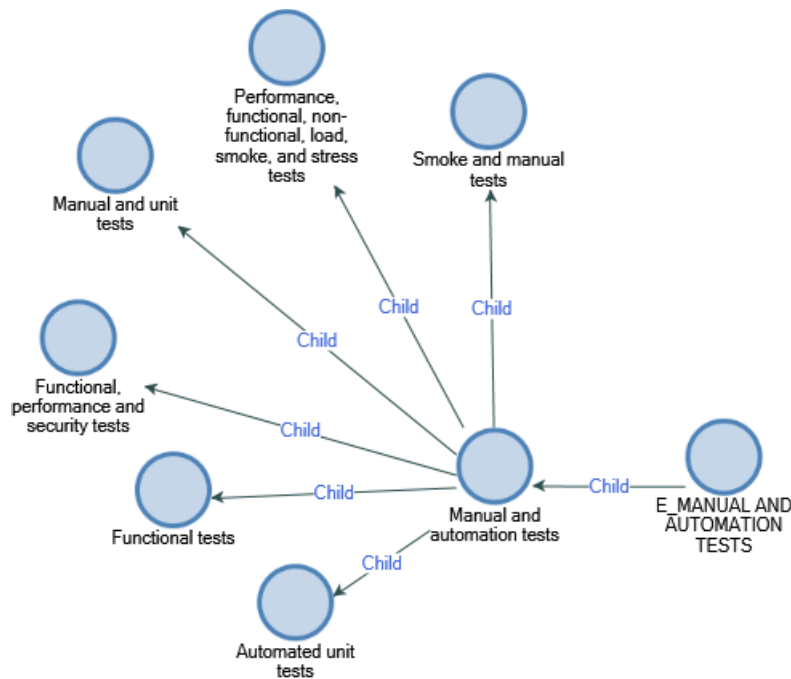 Performance,
functional, non-
functional, load,
smoke, and stress
tests
Smoke and manual
tests
Manual and unit
tests
Child
Child
Child
Functional,
performance and
security tests
Child
Child
Child
Functional tests
Manual and
automation tests
E_MANUAL AND
AUTOMATION
TESTS
Child
Automated unit
tests